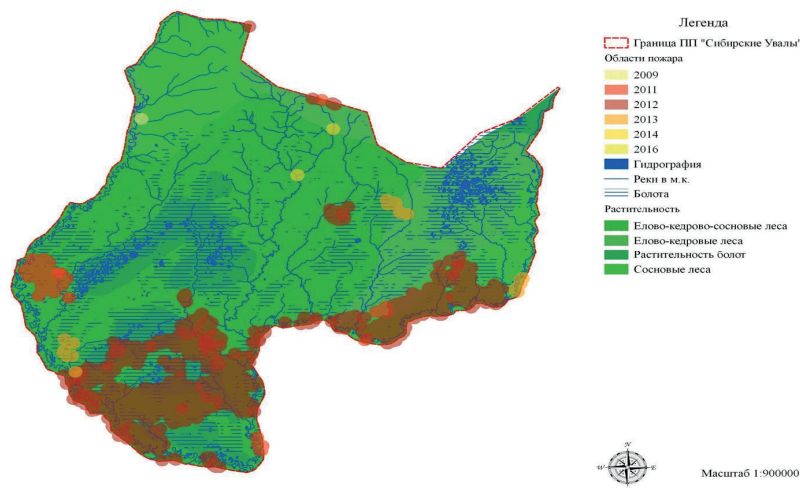 Легенда
Граница ПП "Сибирские Увалы"
Области пожара
2009
2011
2012
2013
2014
2016
Гидрография
Реки в м.к.
Болота
Растительность
Елово-кедрово-сосновые леса
Елово-кедровые леса
Растительность болот
Сосновые леса
N
W E
S
Масштаб 1:900000